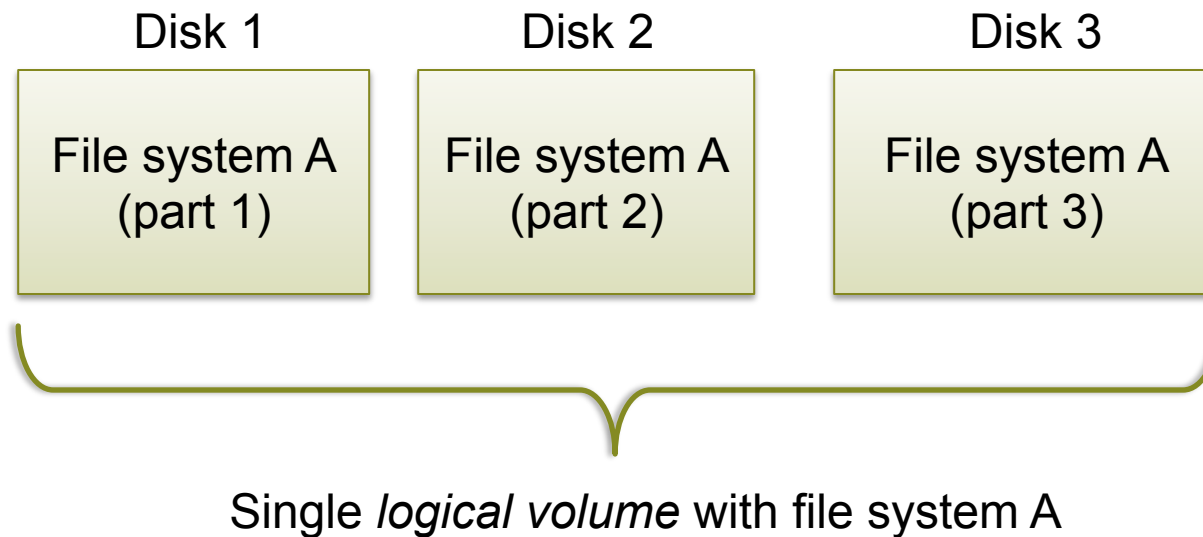 Disk 1
Disk 2
Disk 3
File system A
(part 1)
File system A
(part 2)
File system A
(part 3)
Single logical volume with file system A